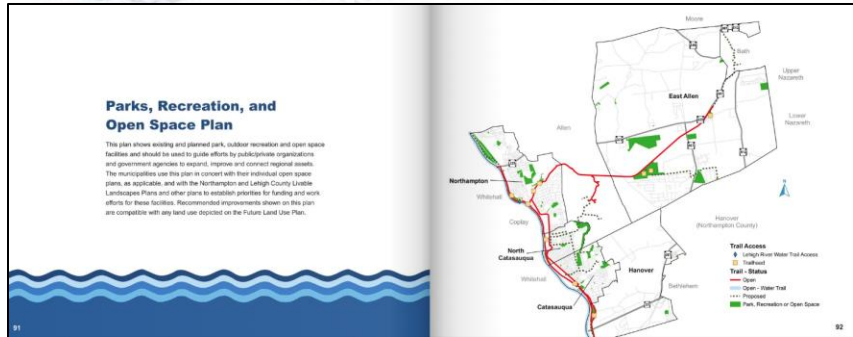 Parks, Recreation, and
Open Space Plan
This plan shows existing and planned park, outdoor recreation and open space
facilities and should be used to guide efforts by public/private organizations
and government agencies to expand, improve and connect regional assets.
The municipalities use this plan in concert with their individual open space
plans, as applicable, and with the Northampton and Lehigh County Livable
Landscapes Plans and other plans to establish priorities for funding and work
efforts for these facilities. Recommended improvements shown on this plan
are compatible with any land use depicted on the Future Land Use Plan.
91
Moore
Bath
Upper
Nazareth
East Allen
Lower
Nazareth
Allen
Northampton
Whitehall
Coplay
Hanover
(Northampton County)
North
Catasauqua
Whitehall
Hanover
Bethlehem
Catasauqua
Trail Access
Lehigh River Water Trail Access
Trailhead
Trail - Status
Open
Open - Water Trail
Proposed
Park, Recreation or Open Space
92